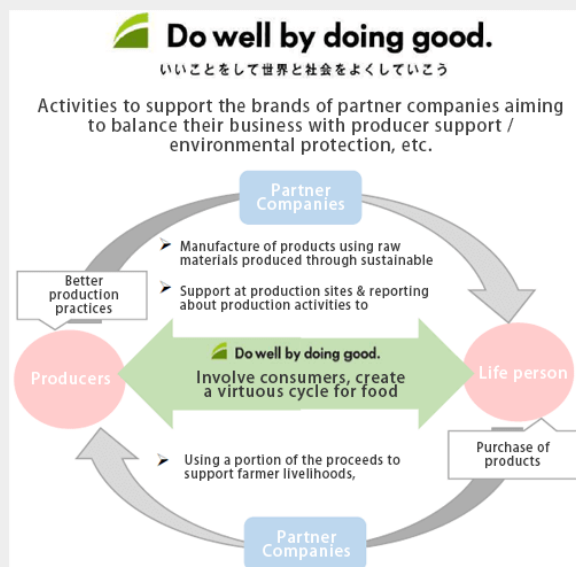 Do well by doing good.
いいことをして世界と社会をよくしていこう
Activities to support the brands of partner companies aiming
to balance their business with producer support /
environmental protection, etc.
Partner
Companies
Manufacture of products using raw
materials produced through sustainable
Better
production
practices
Support at production sites & reporting
about production activities to
Do well by doing good.
Producers
Involve consumers, create
a virtuous cycle for food
Life person
Purchase of
products
Using a portion of the proceeds to
support farmer livelihoods,
Partner
Companies